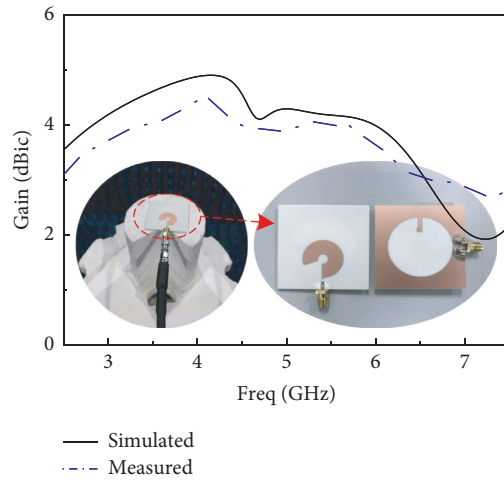 6
4
2
0
Gain (dBic)
3 4 5 6 7
Freq (GHz)
Simulated
Measured